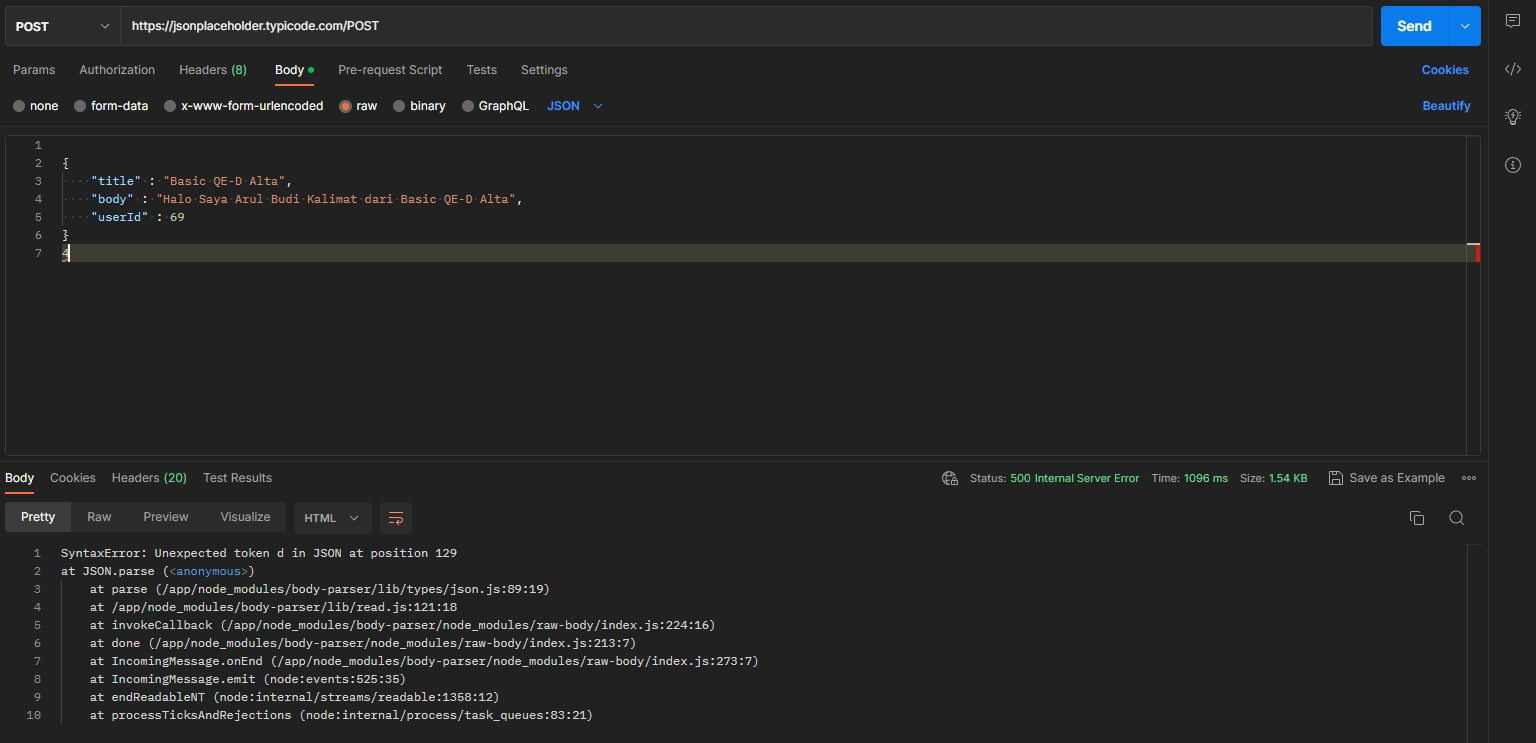 POST https://jsonplaceholder.typicode.com/POST Send
Params Authorization Headers (8) Body Pre-request Script Tests Settings Cookies
none form-data x-www-form-urlencoded raw binary GraphQL JSON Beautify
1
2 {
3 "title" : "Basic QE-D Alta",
4 "body" : "Halo Saya Arul Budi Kalimat dari Basic QE-D Alta",
5 "userId" : 69
6 }
7 4
Body Cookies Headers (20) Test Results Status: 500 Internal Server Error Time: 1096 ms Size: 1.54 KB Save as Example
Pretty Raw Preview Visualize HTML
1 SyntaxError: Unexpected token d in JSON at position 129
2 at JSON.parse (<anonymous>)
3 at parse (/app/node_modules/body-parser/lib/types/json.js:89:19)
4 at /app/node_modules/body-parser/lib/read.js:121:18
5 at invokeCallback (/app/node_modules/body-parser/node_modules/raw-body/index.js:224:16)
6 at done (/app/node_modules/body-parser/node_modules/raw-body/index.js:213:7)
7 at IncomingMessage.onEnd (/app/node_modules/body-parser/node_modules/raw-body/index.js:273:7)
8 at IncomingMessage.emit (node:events:525:35)
9 at endReadableNT (node:internal/streams/readable:1358:12)
10 at processTicksAndRejections (node:internal/process/task_queues:83:21)